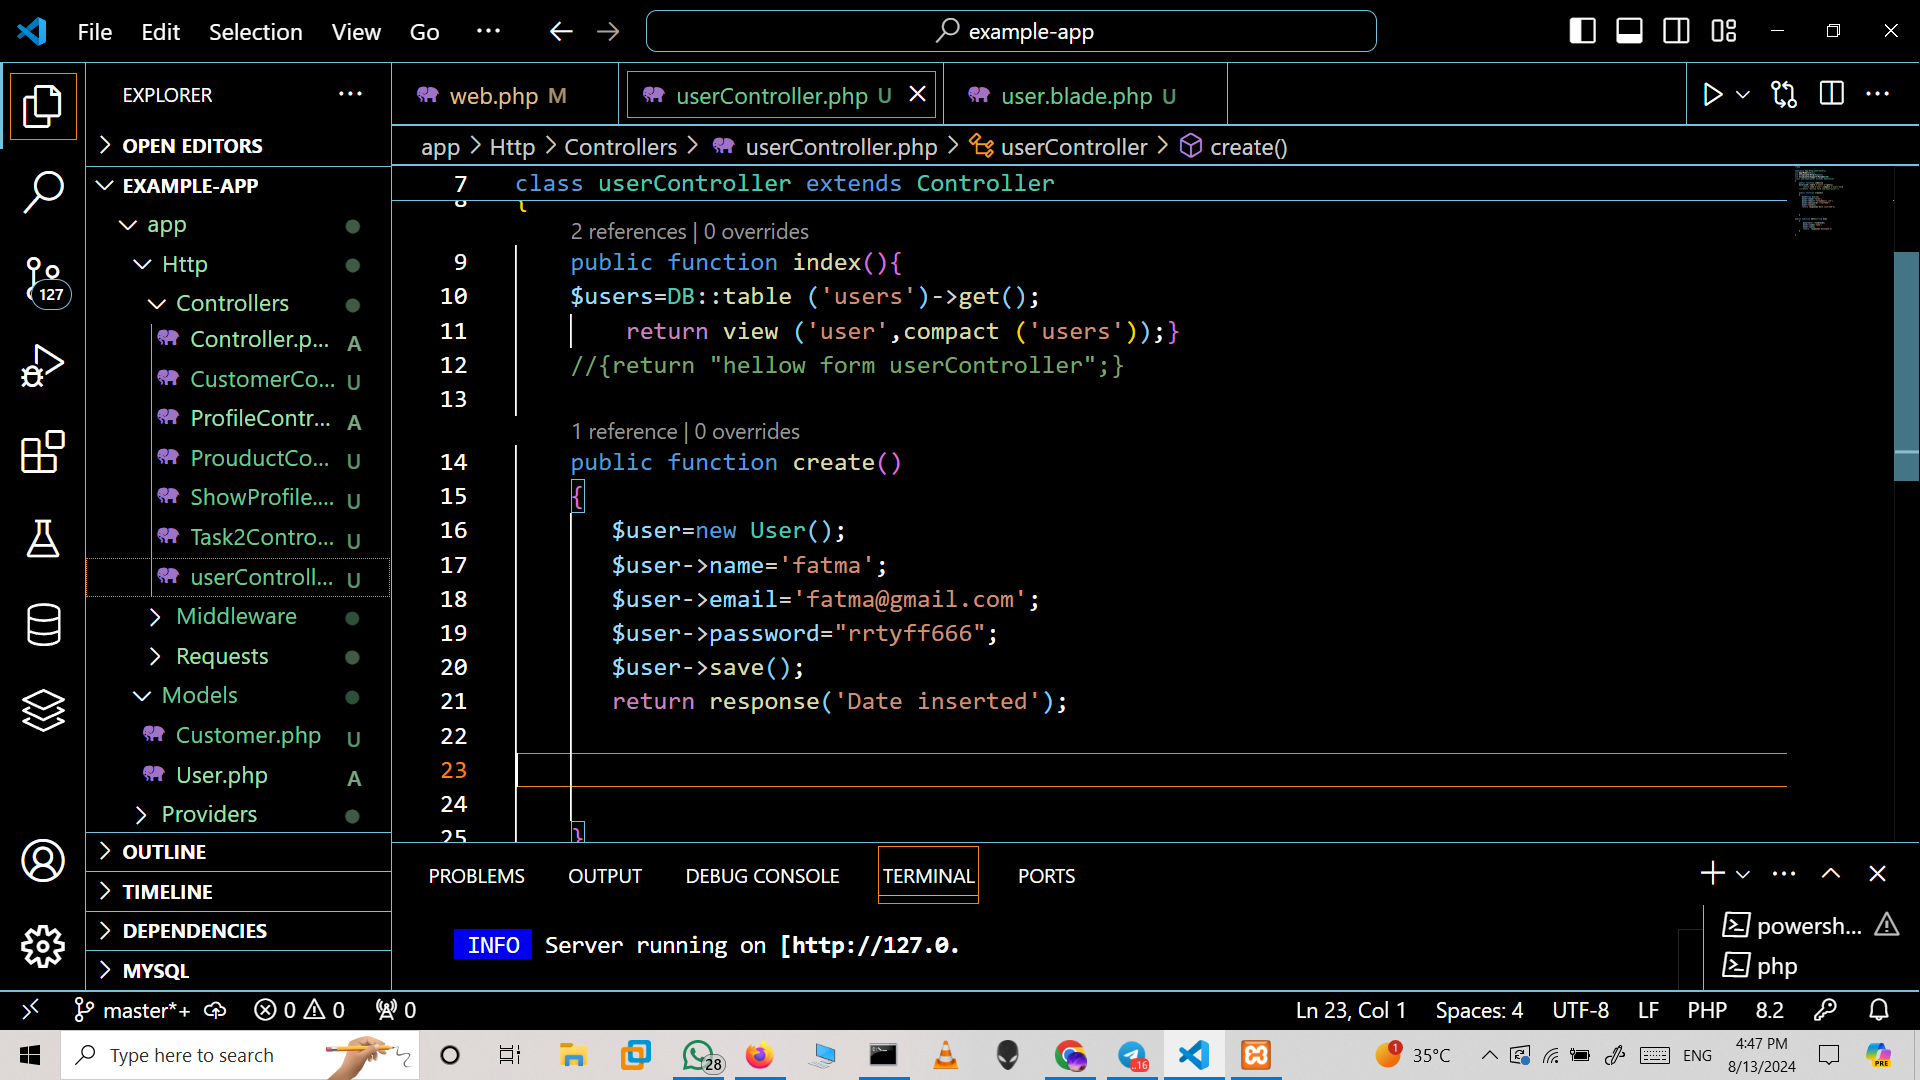 File Edit Selection View Go ···
example-app
EXPLORER ···
OPEN EDITORS
EXAMPLE-APP
app
Http
Controllers
Controller.p... A
CustomerCo... U
ProfileContr... A
ProuductCo... U
ShowProfile.... U
Task2Contro... U
userControll... U
Middleware
Requests
Models
Customer.php U
User.php A
Providers
OUTLINE
TIMELINE
DEPENDENCIES
MYSQL
127
web.php M
userController.php U
user.blade.php U
app > Http > Controllers > userController.php > userController > create()
7 class userController extends Controller
8 {
2 references | 0 overrides
9 public function index(){
10 $users=DB::table ('users')->get();
11 return view ('user',compact ('users'));}
12 //{return "hellow form userController";}
13
1 reference | 0 overrides
14 public function create()
15 {
16 $user=new User();
17 $user->name='fatma';
18 $user->email='fatma@gmail.com';
19 $user->password="rrtyff666";
20 $user->save();
21 return response('Date inserted');
22
23
24
25 }
PROBLEMS OUTPUT DEBUG CONSOLE TERMINAL PORTS
INFO Server running on [http://127.0.
powersh...
php
master*+ 0 0 0
Ln 23, Col 1 Spaces: 4 UTF-8 LF PHP 8.2
Type here to search
28
..16
1
35°C
ENG
4:47 PM
8/13/2024
PRE